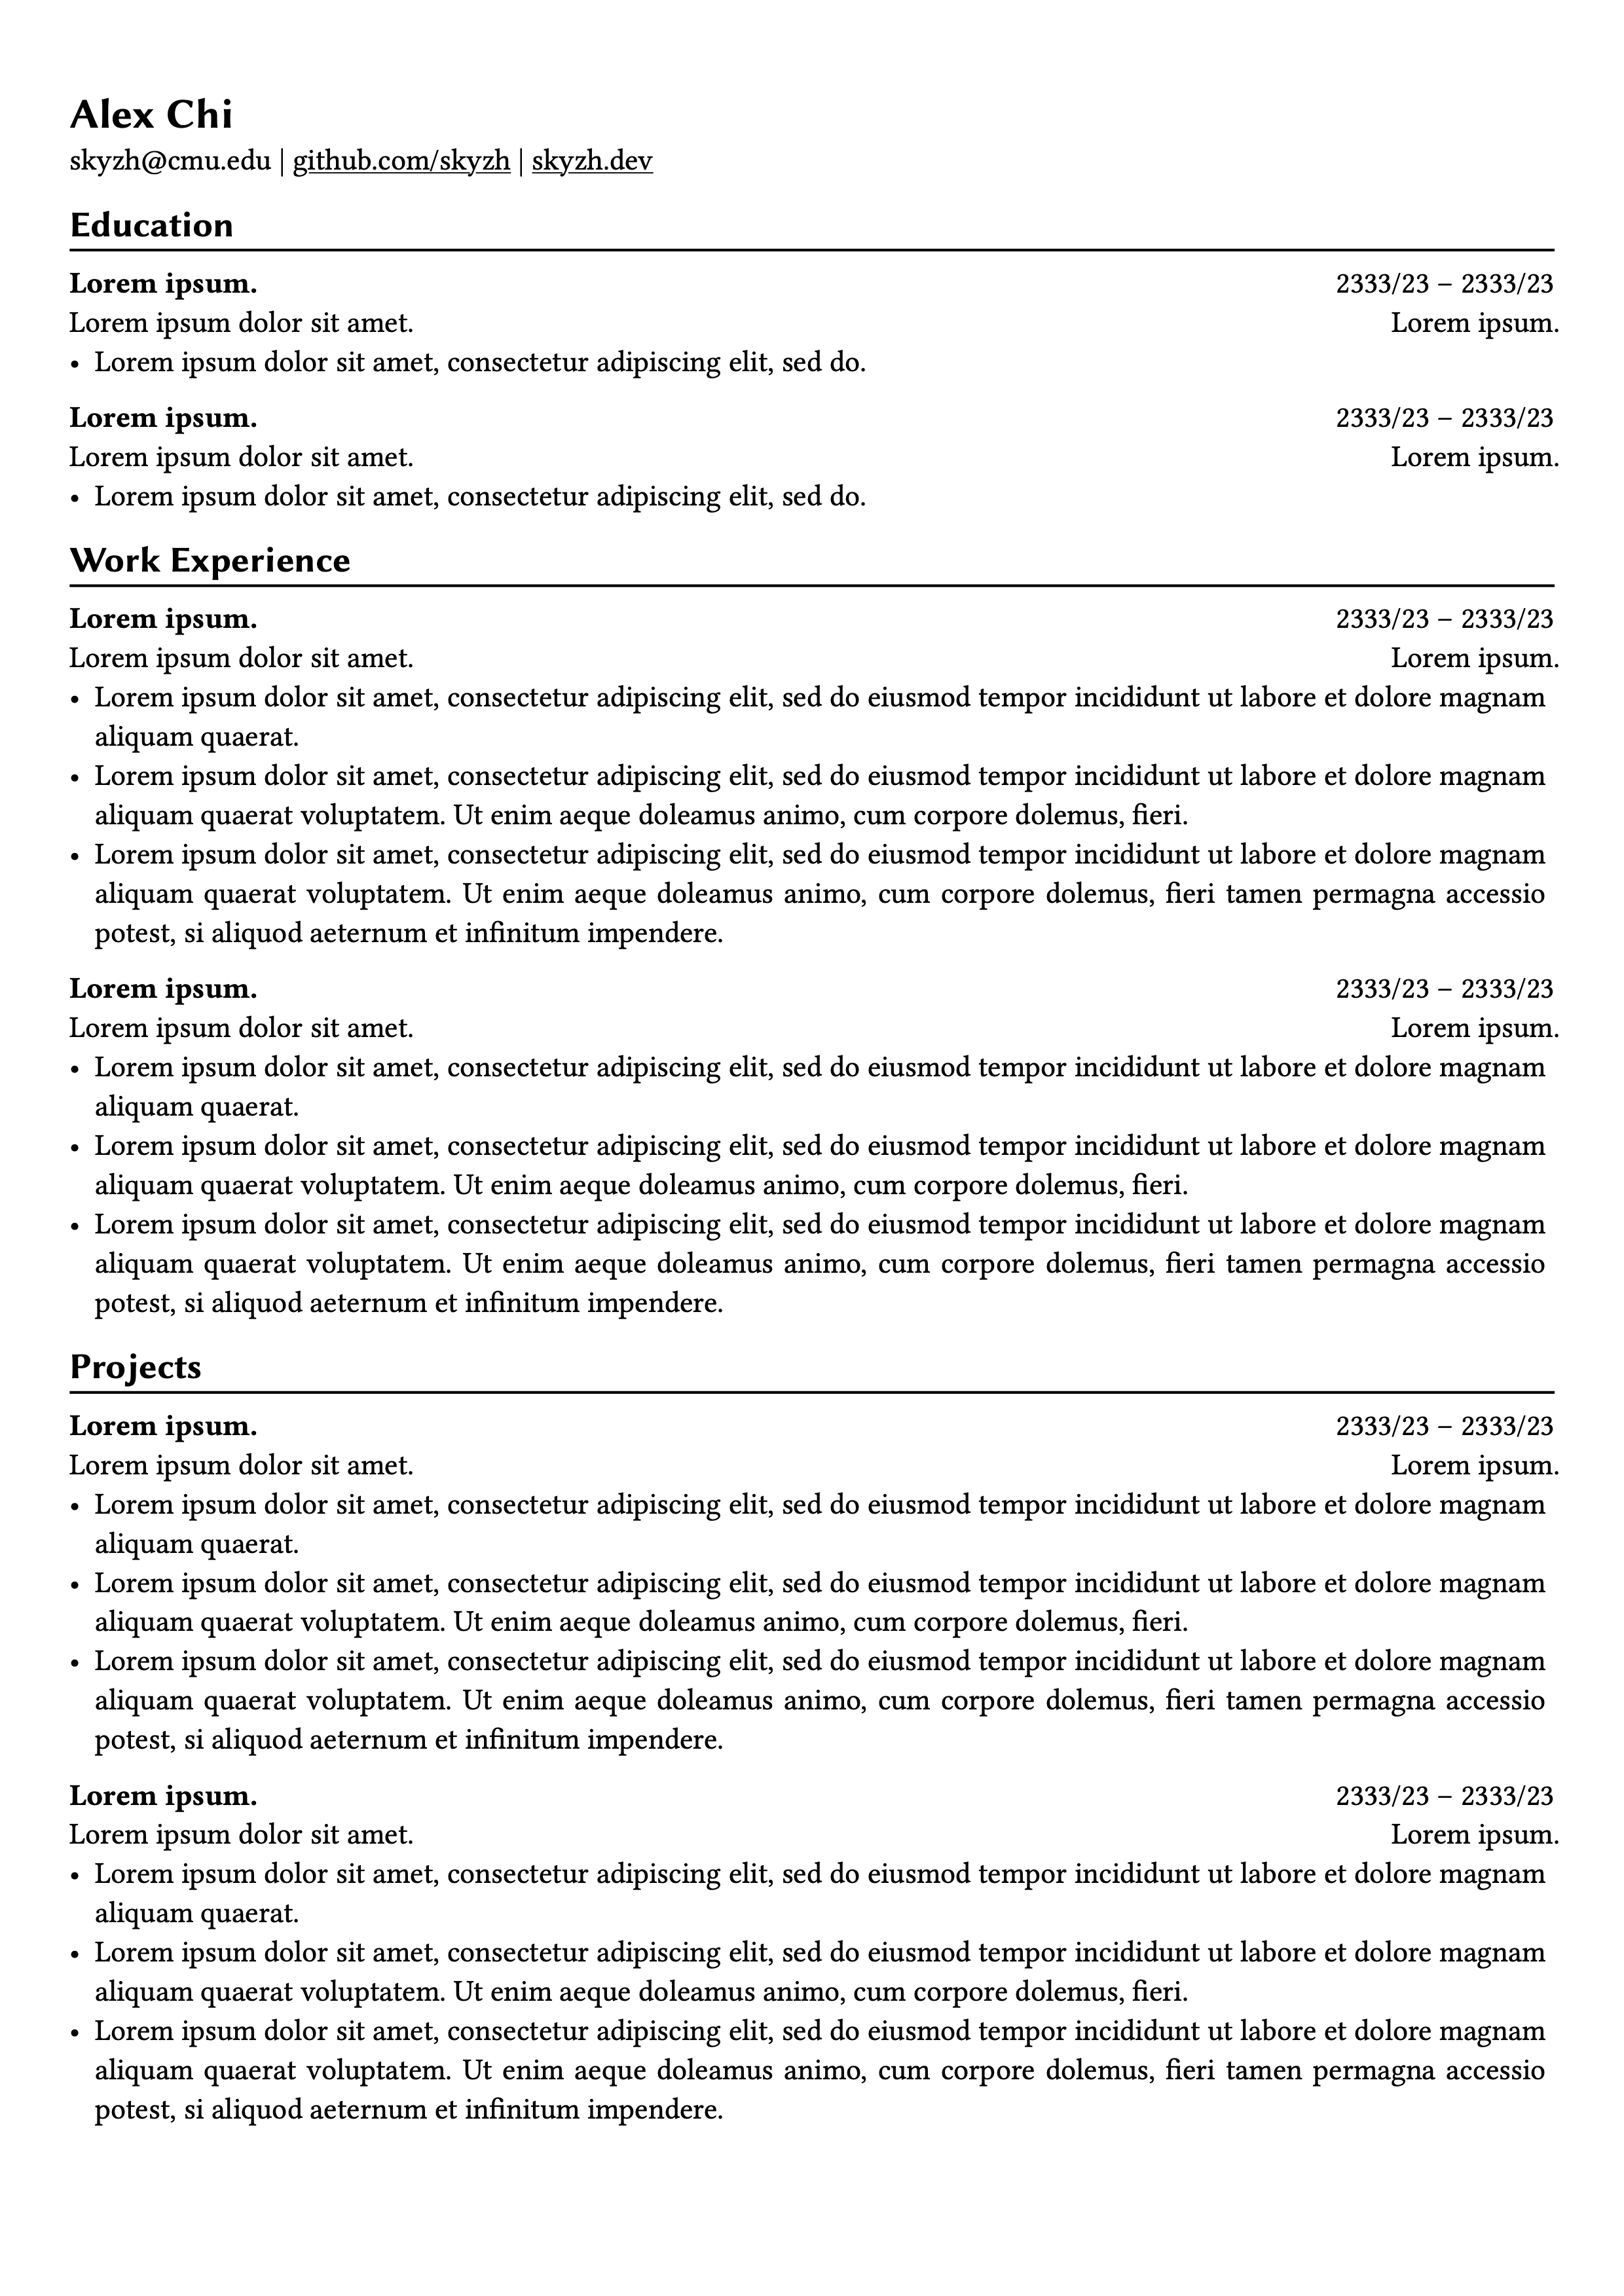 Alex Chi
skyzh@cmu.edu | github.com/skyzh | skyzh.dev
Education
Lorem ipsum. 2333/23 – 2333/23
Lorem ipsum dolor sit amet. Lorem ipsum.
• Lorem ipsum dolor sit amet, consectetur adipiscing elit, sed do.
Lorem ipsum. 2333/23 – 2333/23
Lorem ipsum dolor sit amet. Lorem ipsum.
• Lorem ipsum dolor sit amet, consectetur adipiscing elit, sed do.
Work Experience
Lorem ipsum. 2333/23 – 2333/23
Lorem ipsum dolor sit amet. Lorem ipsum.
• Lorem ipsum dolor sit amet, consectetur adipiscing elit, sed do eiusmod tempor incididunt ut labore et dolore magnam
aliquam quaerat.
• Lorem ipsum dolor sit amet, consectetur adipiscing elit, sed do eiusmod tempor incididunt ut labore et dolore magnam
aliquam quaerat voluptatem. Ut enim aeque doleamus animo, cum corpore dolemus, fieri.
• Lorem ipsum dolor sit amet, consectetur adipiscing elit, sed do eiusmod tempor incididunt ut labore et dolore magnam
aliquam quaerat voluptatem. Ut enim aeque doleamus animo, cum corpore dolemus, fieri tamen permagna accessio
potest, si aliquod aeternum et infinitum impendere.
Lorem ipsum. 2333/23 – 2333/23
Lorem ipsum dolor sit amet. Lorem ipsum.
• Lorem ipsum dolor sit amet, consectetur adipiscing elit, sed do eiusmod tempor incididunt ut labore et dolore magnam
aliquam quaerat.
• Lorem ipsum dolor sit amet, consectetur adipiscing elit, sed do eiusmod tempor incididunt ut labore et dolore magnam
aliquam quaerat voluptatem. Ut enim aeque doleamus animo, cum corpore dolemus, fieri.
• Lorem ipsum dolor sit amet, consectetur adipiscing elit, sed do eiusmod tempor incididunt ut labore et dolore magnam
aliquam quaerat voluptatem. Ut enim aeque doleamus animo, cum corpore dolemus, fieri tamen permagna accessio
potest, si aliquod aeternum et infinitum impendere.
Projects
Lorem ipsum. 2333/23 – 2333/23
Lorem ipsum dolor sit amet. Lorem ipsum.
• Lorem ipsum dolor sit amet, consectetur adipiscing elit, sed do eiusmod tempor incididunt ut labore et dolore magnam
aliquam quaerat.
• Lorem ipsum dolor sit amet, consectetur adipiscing elit, sed do eiusmod tempor incididunt ut labore et dolore magnam
aliquam quaerat voluptatem. Ut enim aeque doleamus animo, cum corpore dolemus, fieri.
• Lorem ipsum dolor sit amet, consectetur adipiscing elit, sed do eiusmod tempor incididunt ut labore et dolore magnam
aliquam quaerat voluptatem. Ut enim aeque doleamus animo, cum corpore dolemus, fieri tamen permagna accessio
potest, si aliquod aeternum et infinitum impendere.
Lorem ipsum. 2333/23 – 2333/23
Lorem ipsum dolor sit amet. Lorem ipsum.
• Lorem ipsum dolor sit amet, consectetur adipiscing elit, sed do eiusmod tempor incididunt ut labore et dolore magnam
aliquam quaerat.
• Lorem ipsum dolor sit amet, consectetur adipiscing elit, sed do eiusmod tempor incididunt ut labore et dolore magnam
aliquam quaerat voluptatem. Ut enim aeque doleamus animo, cum corpore dolemus, fieri.
• Lorem ipsum dolor sit amet, consectetur adipiscing elit, sed do eiusmod tempor incididunt ut labore et dolore magnam
aliquam quaerat voluptatem. Ut enim aeque doleamus animo, cum corpore dolemus, fieri tamen permagna accessio
potest, si aliquod aeternum et infinitum impendere.